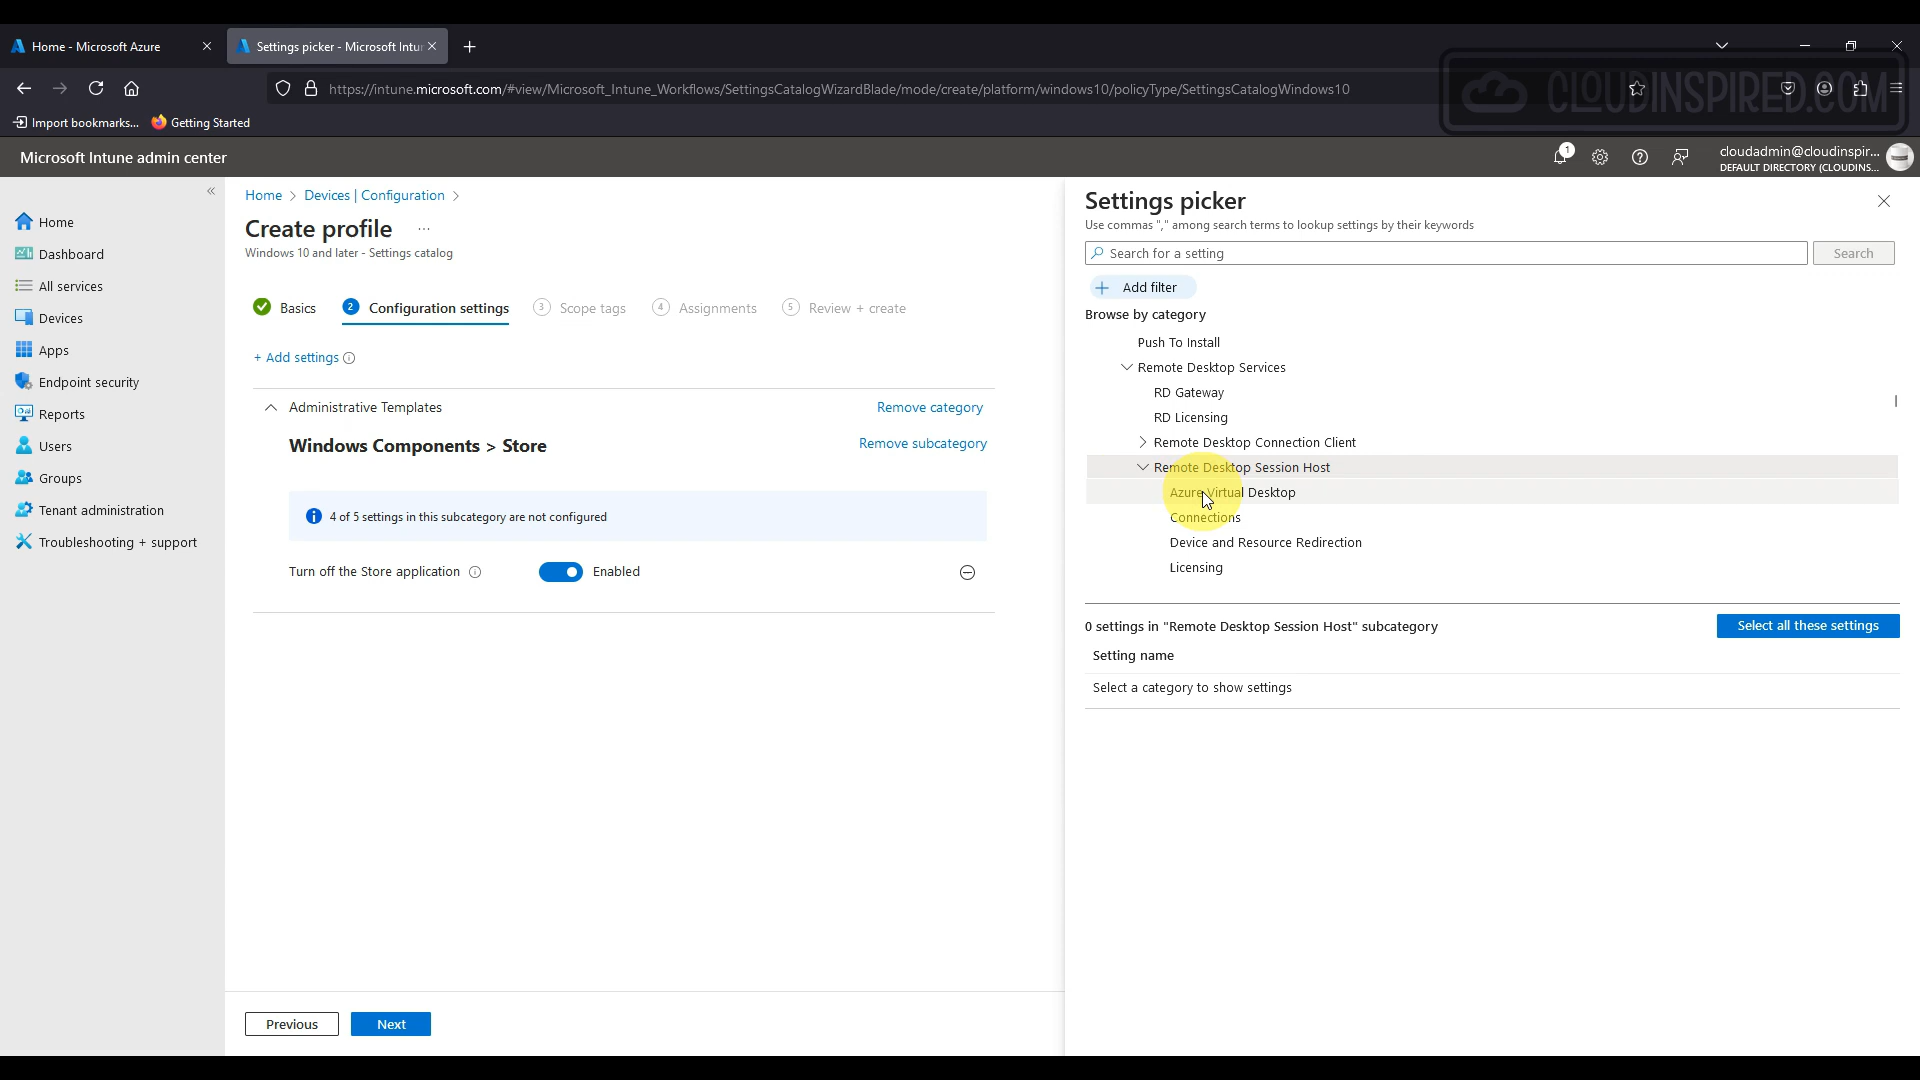 Home - Microsoft Azure
Settings picker - Microsoft Intu
https://intune.microsoft.com/#view/Microsoft_Intune_Workflows/SettingsCatalogWizardBlade/mode/create/platform/windows10/policyType/SettingsCatalogWindows10
CLOUDINSPIRED.COM
Import bookmarks...
Getting Started
Microsoft Intune admin center
1
cloudadmin@cloudinspir...
DEFAULT DIRECTORY (CLOUDINS...
Home
Dashboard
All services
Devices
Apps
Endpoint security
Reports
Users
Groups
Tenant administration
Troubleshooting + support
Home > Devices | Configuration >
Create profile ...
Windows 10 and later - Settings catalog
Basics
2 Configuration settings
3 Scope tags
4 Assignments
5 Review + create
+ Add settings
Administrative Templates
Remove category
Windows Components > Store
Remove subcategory
4 of 5 settings in this subcategory are not configured
Turn off the Store application
Enabled
Previous
Next
Settings picker
Use commas "," among search terms to lookup settings by their keywords
Search for a setting
Search
Add filter
Browse by category
Push To Install
Remote Desktop Services
RD Gateway
RD Licensing
Remote Desktop Connection Client
Remote Desktop Session Host
Azure Virtual Desktop
Connections
Device and Resource Redirection
Licensing
0 settings in "Remote Desktop Session Host" subcategory
Select all these settings
Setting name
Select a category to show settings